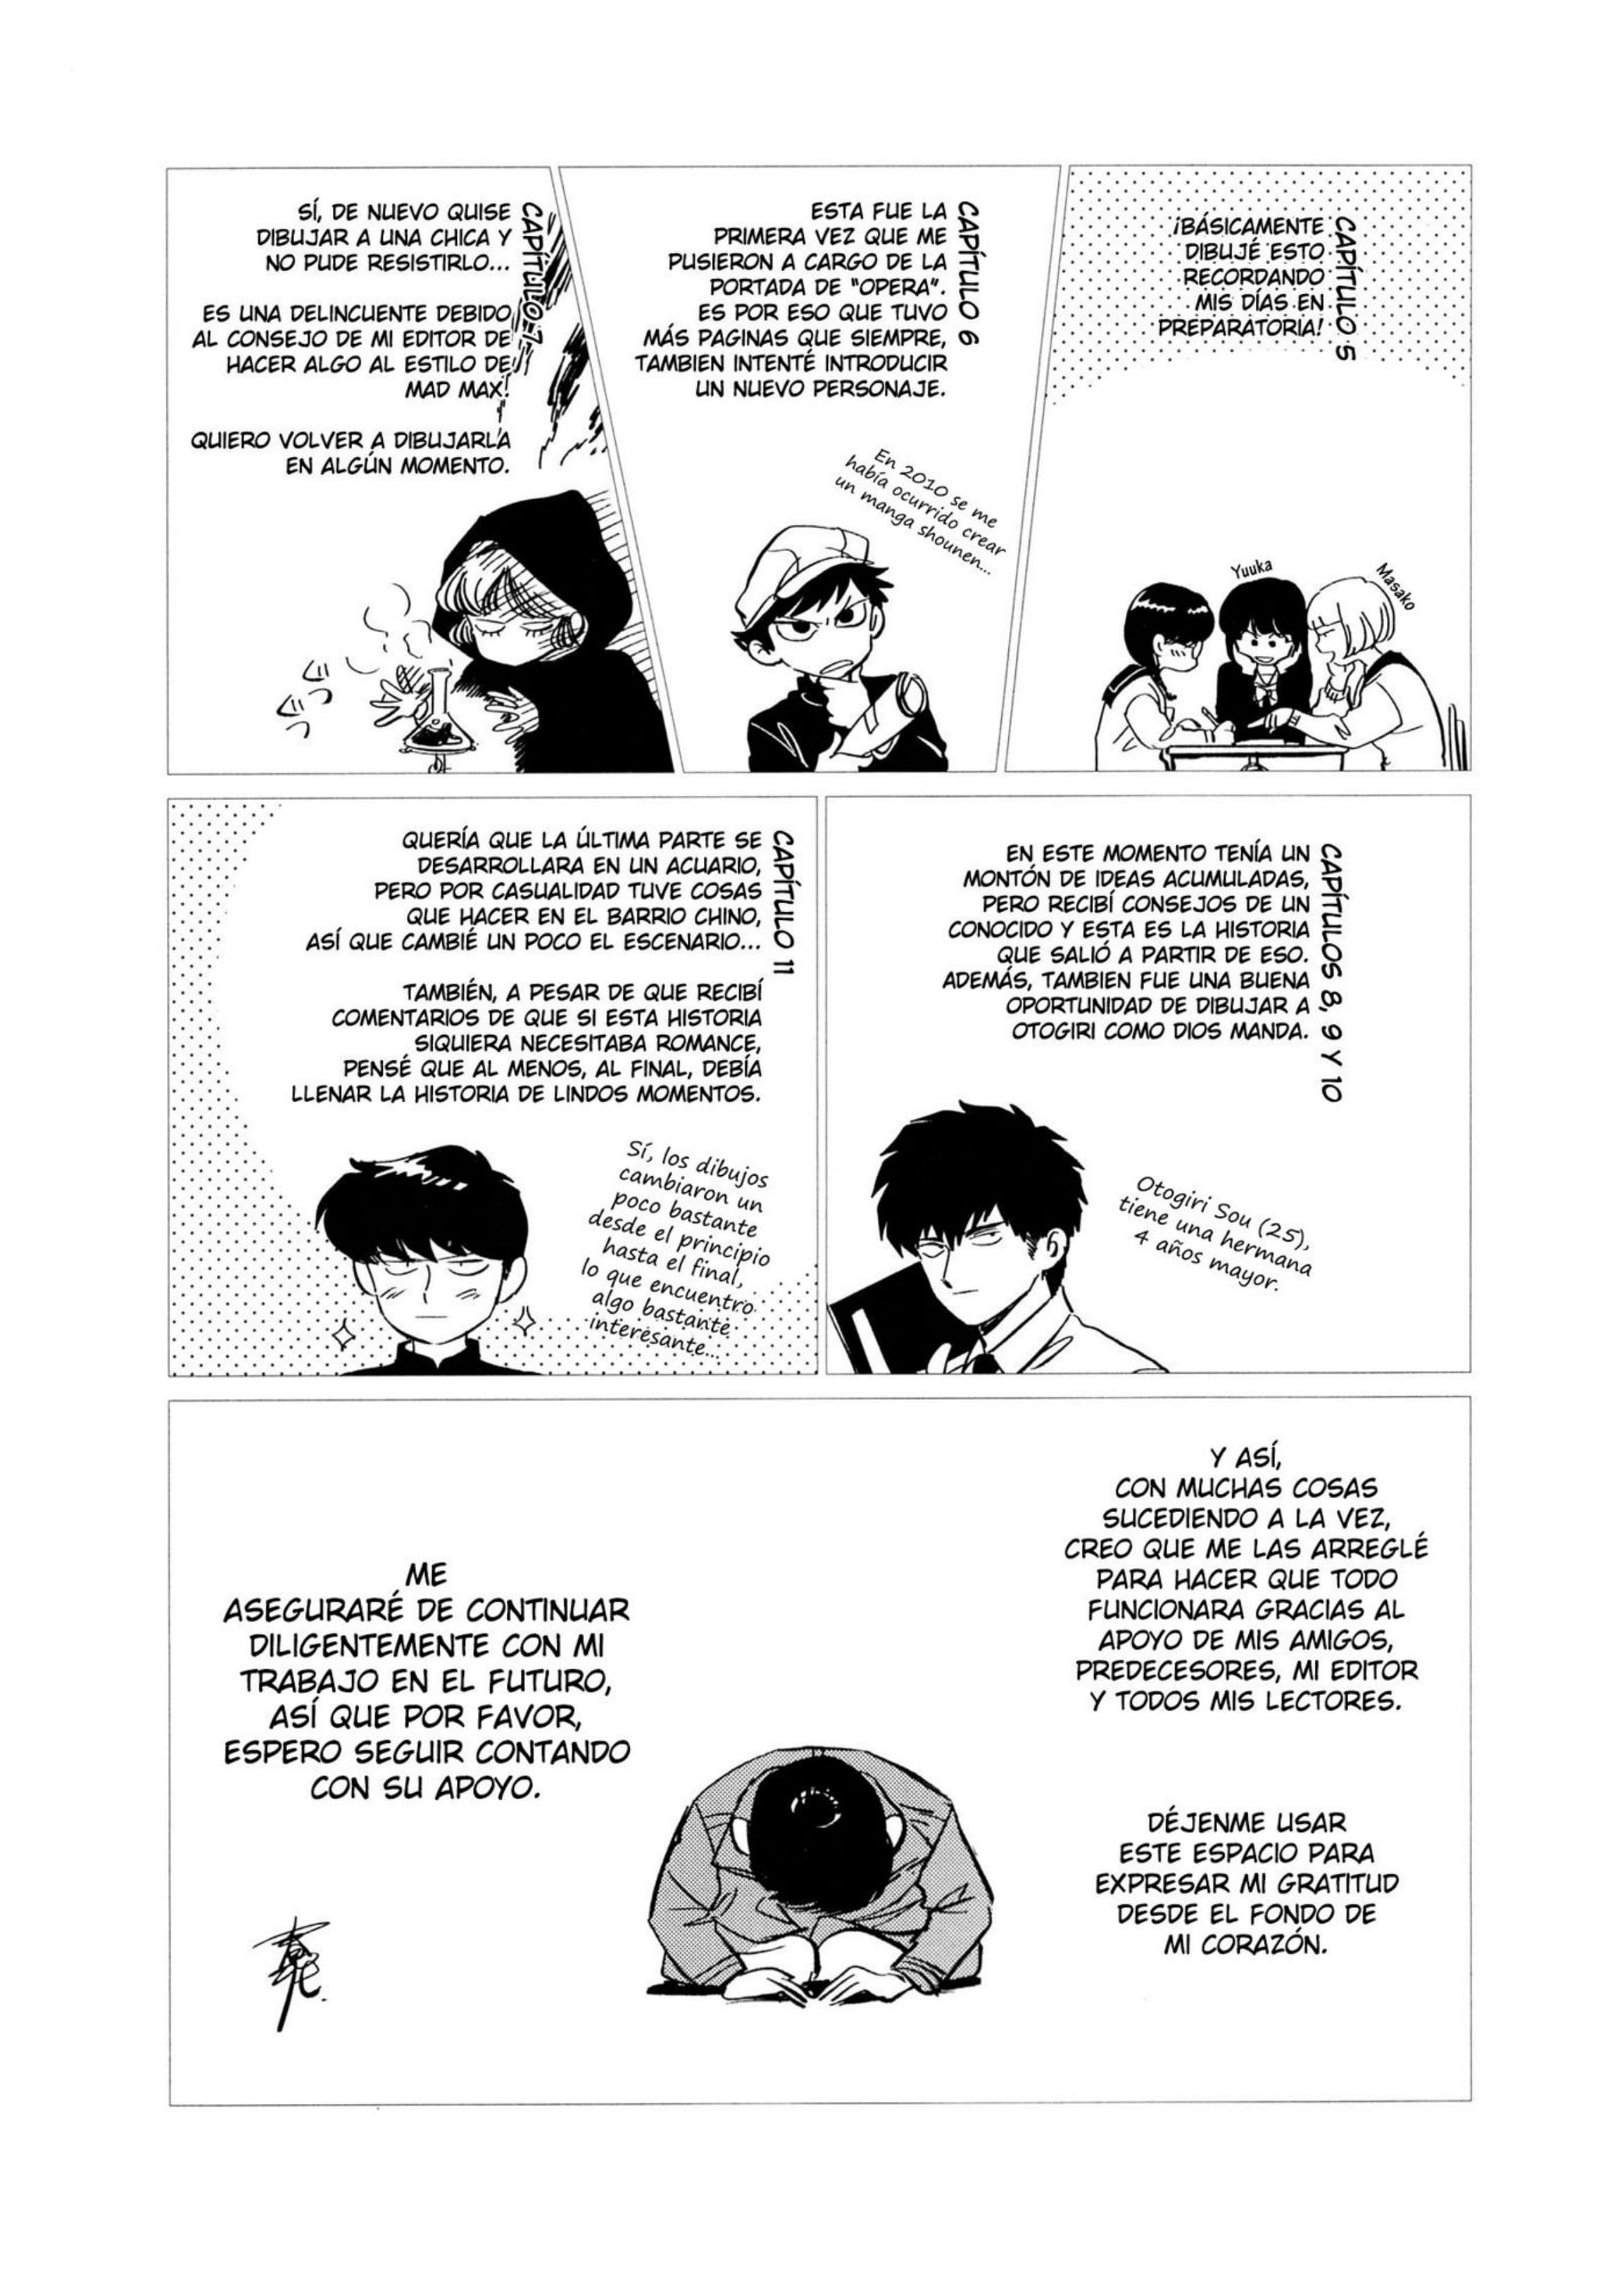 CAPÍTULO 5
¡BÁSICAMENTE
DIBUJÉ ESTO
RECORDANDO
MIS DÍAS EN
PREPARATORIA!
Yuuka
Masako
CAPÍTULO 6
ESTA FUE LA
PRIMERA VEZ QUE ME
PUSIERON A CARGO DE LA
PORTADA DE "OPERA".
ES POR ESO QUE TUVO
MÁS PAGINAS QUE SIEMPRE,
TAMBIEN INTENTÉ INTRODUCIR
UN NUEVO PERSONAJE.
En 2010 se me
había ocurrido crear
un manga shounen...
CAPÍTULO 7
SÍ, DE NUEVO QUISE
DIBUJAR A UNA CHICA Y
NO PUDE RESISTIRLO...
ES UNA DELINCUENTE DEBIDO
AL CONSEJO DE MI EDITOR DE
HACER ALGO AL ESTILO DE
MAD MAX!
QUIERO VOLVER A DIBUJARLA
EN ALGÚN MOMENTO.
CAPÍTULOS 8, 9 Y 10
EN ESTE MOMENTO TENÍA UN
MONTÓN DE IDEAS ACUMULADAS,
PERO RECIBÍ CONSEJOS DE UN
CONOCIDO Y ESTA ES LA HISTORIA
QUE SALIÓ A PARTIR DE ESO.
ADEMÁS, TAMBIEN FUE UNA BUENA
OPORTUNIDAD DE DIBUJAR A
OTOGIRI COMO DIOS MANDA.
Otogiri Sou (25),
tiene una hermana
4 años mayor.
CAPÍTULO 11
QUERÍA QUE LA ÚLTIMA PARTE SE
DESARROLLARA EN UN ACUARIO,
PERO POR CASUALIDAD TUVE COSAS
QUE HACER EN EL BARRIO CHINO,
ASÍ QUE CAMBIÉ UN POCO EL ESCENARIO...
TAMBIÉN, A PESAR DE QUE RECIBÍ
COMENTARIOS DE QUE SI ESTA HISTORIA
SIQUIERA NECESITABA ROMANCE,
PENSÉ QUE AL MENOS, AL FINAL, DEBÍA
LLENAR LA HISTORIA DE LINDOS MOMENTOS.
Sí, los dibujos
cambiaron un
poco bastante
desde el principio
hasta el final,
lo que encuentro
algo bastante
interesante...
Y ASÍ,
CON MUCHAS COSAS
SUCEDIENDO A LA VEZ,
CREO QUE ME LAS ARREGLÉ
PARA HACER QUE TODO
FUNCIONARA GRACIAS AL
APOYO DE MIS AMIGOS,
PREDECESORES, MI EDITOR
Y TODOS MIS LECTORES.
DÉJENME USAR
ESTE ESPACIO PARA
EXPRESAR MI GRATITUD
DESDE EL FONDO DE
MI CORAZÓN.
ME
ASEGURARÉ DE CONTINUAR
DILIGENTEMENTE CON MI
TRABAJO EN EL FUTURO,
ASÍ QUE POR FAVOR,
ESPERO SEGUIR CONTANDO
CON SU APOYO.